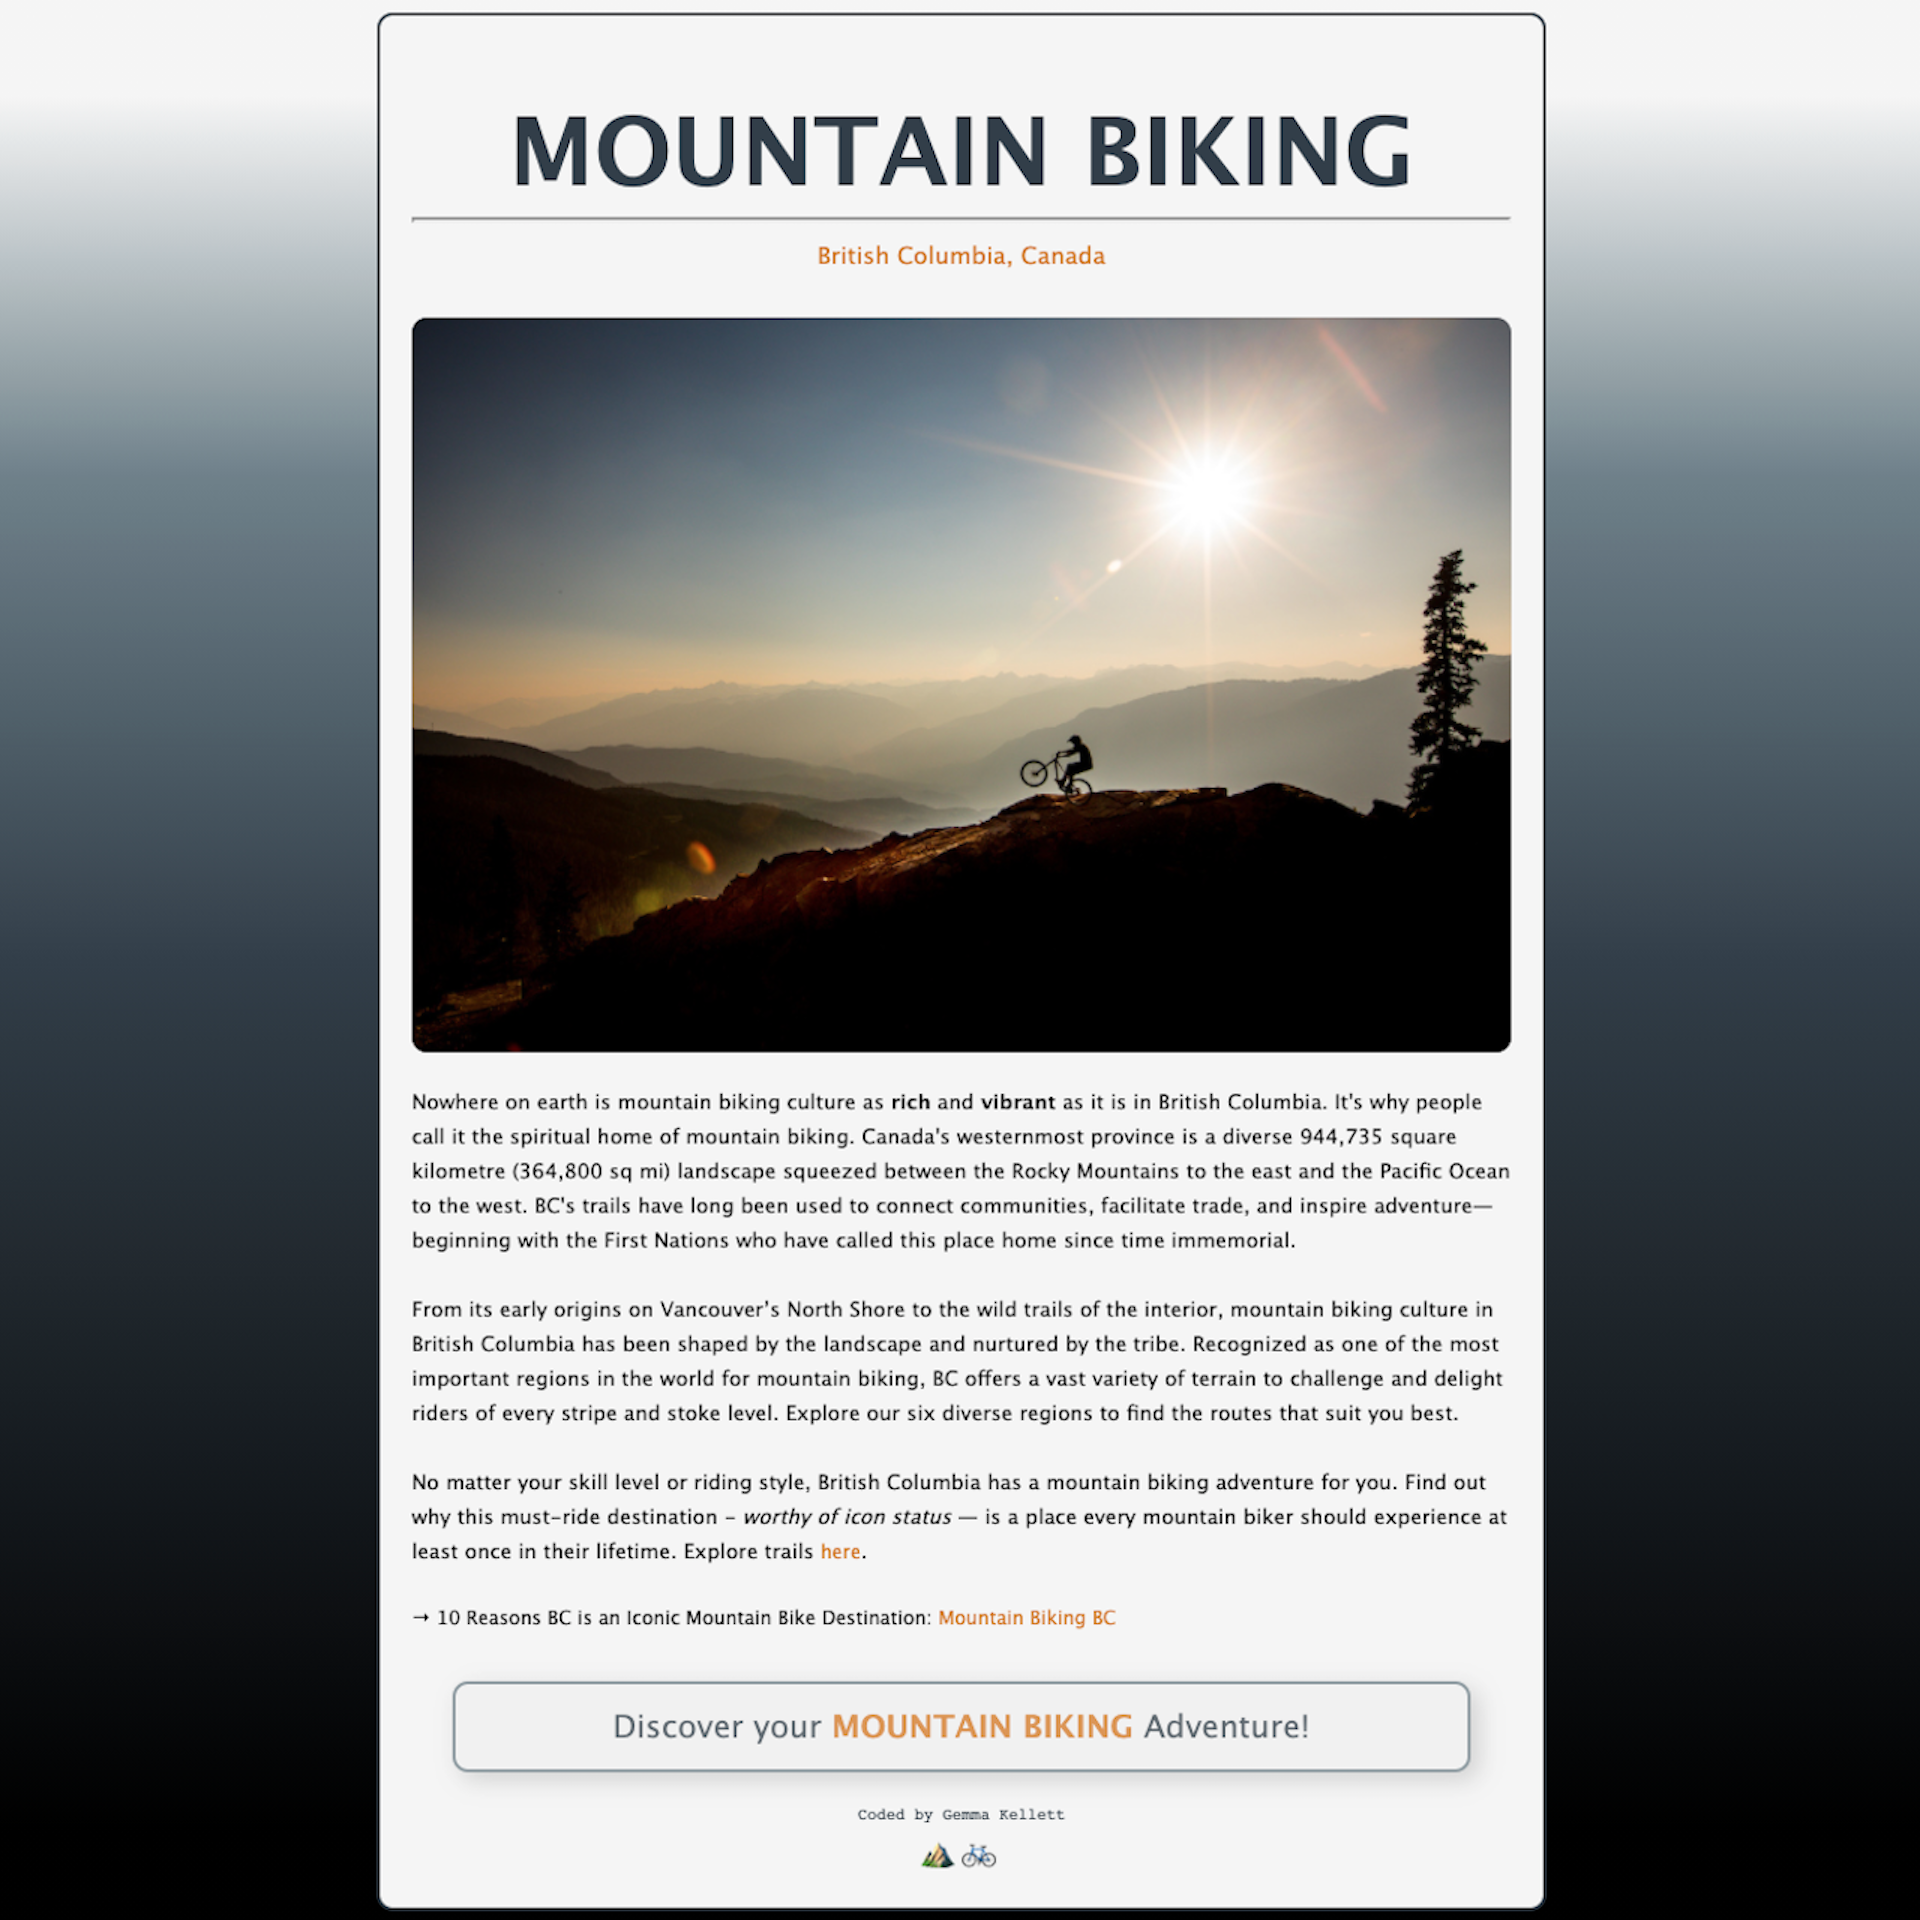 MOUNTAIN BIKING
British Columbia, Canada
Nowhere on earth is mountain biking culture as rich and vibrant as it is in British Columbia. It's why people
call it the spiritual home of mountain biking. Canada's westernmost province is a diverse 944,735 square
kilometre (364,800 sq mi) landscape squeezed between the Rocky Mountains to the east and the Pacific Ocean
to the west. BC's trails have long been used to connect communities, facilitate trade, and inspire adventure—
beginning with the First Nations who have called this place home since time immemorial.
From its early origins on Vancouver’s North Shore to the wild trails of the interior, mountain biking culture in
British Columbia has been shaped by the landscape and nurtured by the tribe. Recognized as one of the most
important regions in the world for mountain biking, BC offers a vast variety of terrain to challenge and delight
riders of every stripe and stoke level. Explore our six diverse regions to find the routes that suit you best.
No matter your skill level or riding style, British Columbia has a mountain biking adventure for you. Find out
why this must-ride destination – worthy of icon status — is a place every mountain biker should experience at
least once in their lifetime. Explore trails here.
→ 10 Reasons BC is an Iconic Mountain Bike Destination: Mountain Biking BC
Discover your MOUNTAIN BIKING Adventure!
Coded by Gemma Kellett